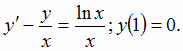 y′ − y/x = ln x/x; y(1) = 0.